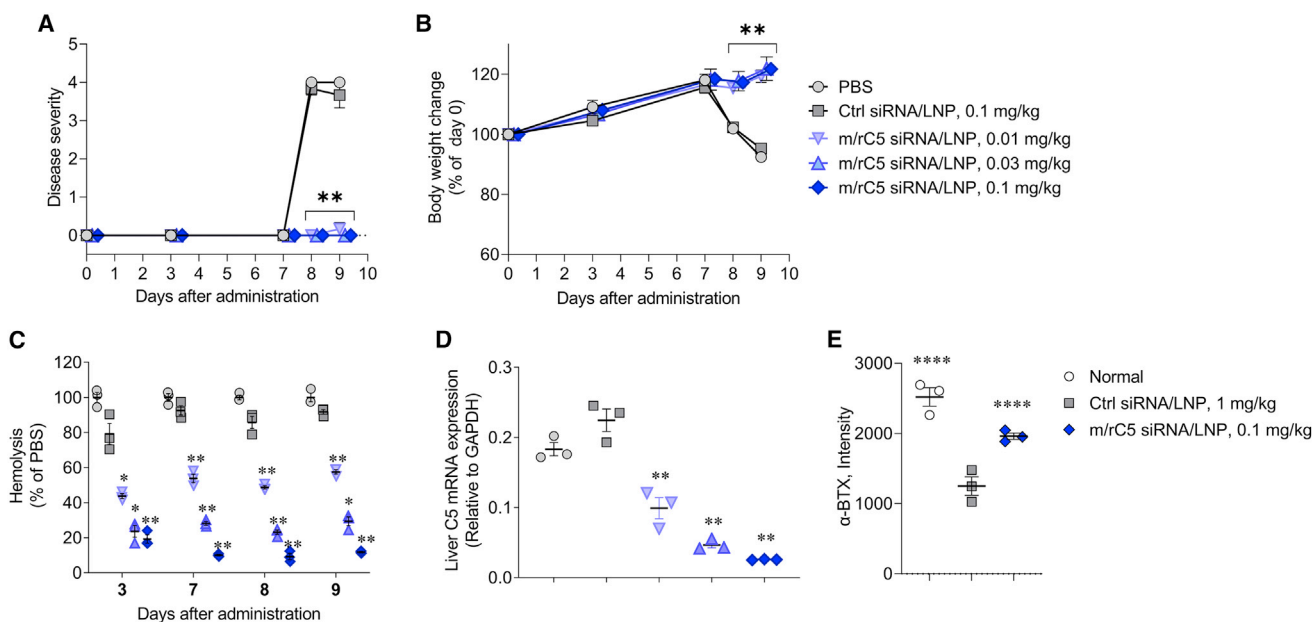 A
Disease severity
5
4
3
2
1
0
**
0 1 2 3 4 5 6 7 8 9 10
Days after administration
B
Body weight change
(% of day 0)
120
100
80
60
**
0 1 2 3 4 5 6 7 8 9 10
Days after administration
PBS
Ctrl siRNA/LNP, 0.1 mg/kg
m/rC5 siRNA/LNP, 0.01 mg/kg
m/rC5 siRNA/LNP, 0.03 mg/kg
m/rC5 siRNA/LNP, 0.1 mg/kg
C
Hemolysis
(% of PBS)
120
100
80
60
40
20
0
* * **
** ** **
** ** **
** * **
3 7 8 9
Days after administration
D
Liver C5 mRNA expression
(Relative to GAPDH)
0.3
0.2
0.1
0.0
** ** **
E
α-BTX, Intensity
3000
2000
1000
0
**** ****
Normal
Ctrl siRNA/LNP, 1 mg/kg
m/rC5 siRNA/LNP, 0.1 mg/kg